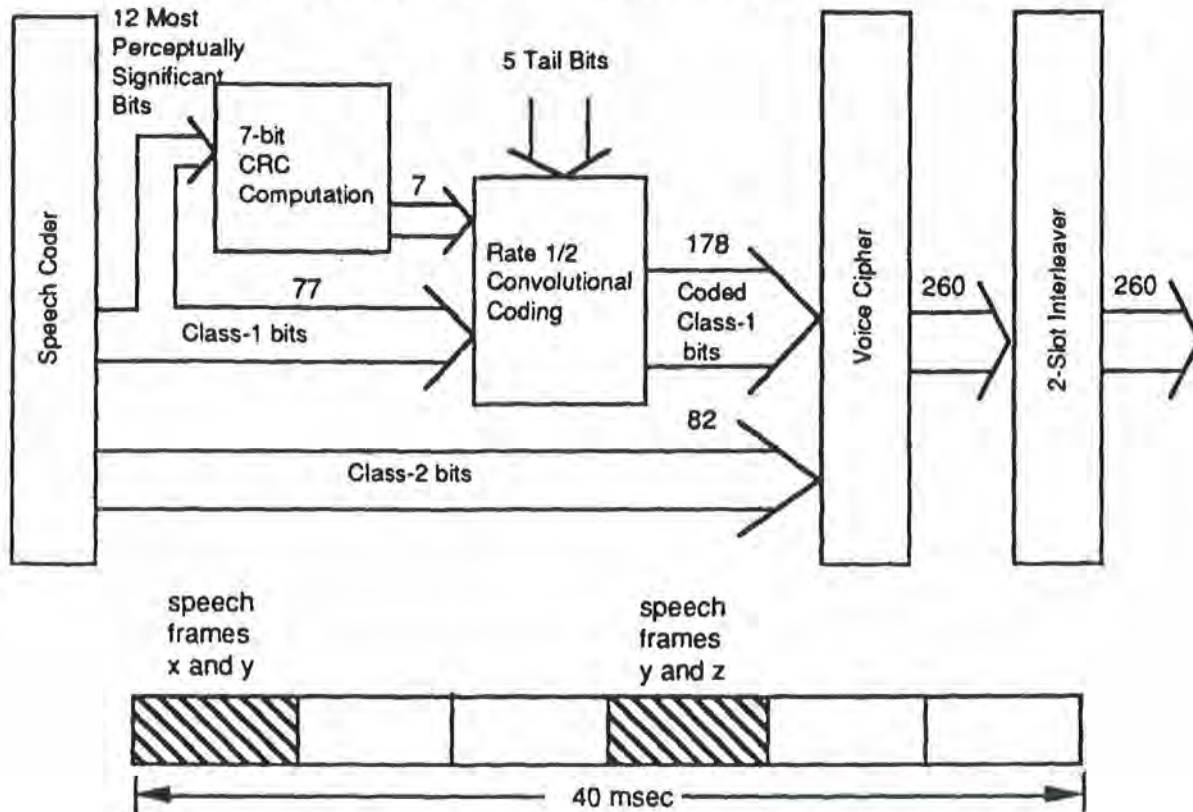 12 Most
Perceptually
Significant
Bits
5 Tail Bits
7-bit
CRC
Computation
7
Speech Coder
77
Class-1 bits
Rate 1/2
Convolutional
Coding
178
Coded
Class-1
bits
Voice Cipher
260
2-Slot Interleaver
260
82
Class-2 bits
speech
frames
x and y
speech
frames
y and z
40 msec